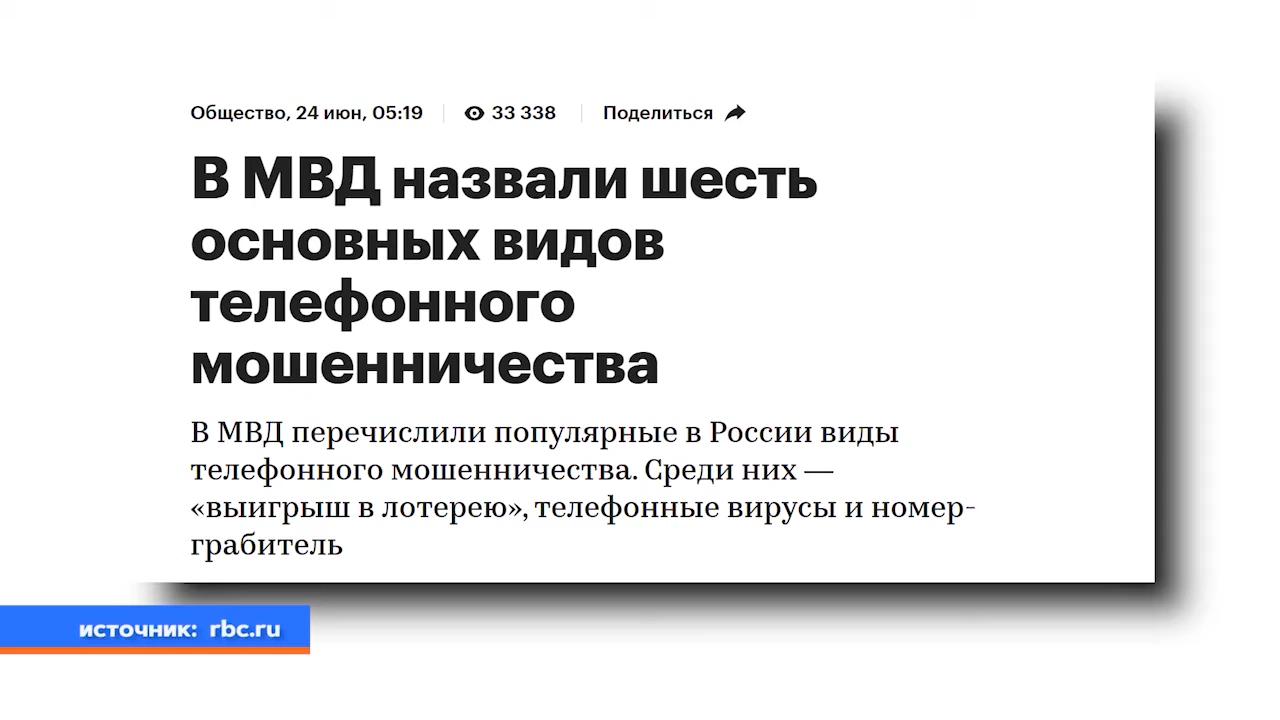 Общество, 24 июн, 05:19 33 338 Поделиться
В МВД назвали шесть
основных видов
телефонного
мошенничества
В МВД перечислили популярные в России виды
телефонного мошенничества. Среди них —
«выигрыш в лотерею», телефонные вирусы и номер-
грабитель
источник: rbc.ru